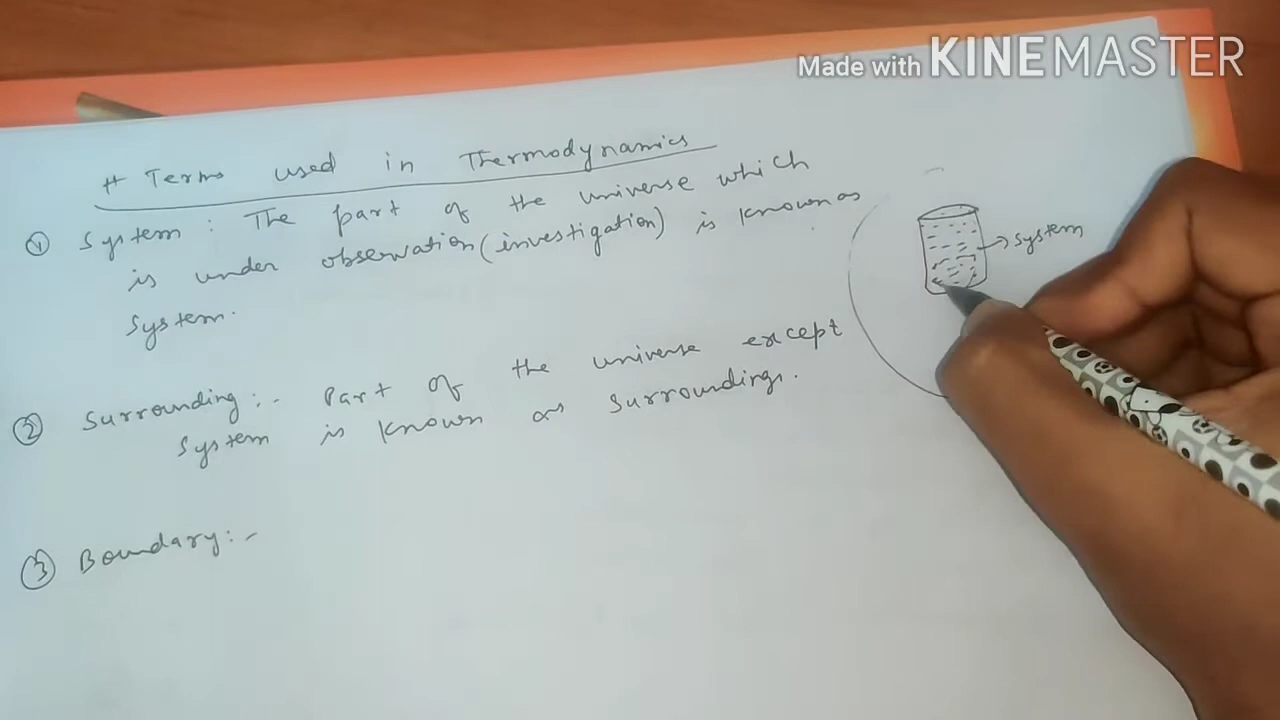 Made with KINEMASTER
# Terms used in Thermodynamics
① System : The part of the universe which
is under observation (investigation) is known as
System.
→ System
② Surrounding :- Part of the universe except
System is known as Surroundings.
③ Boundary :-